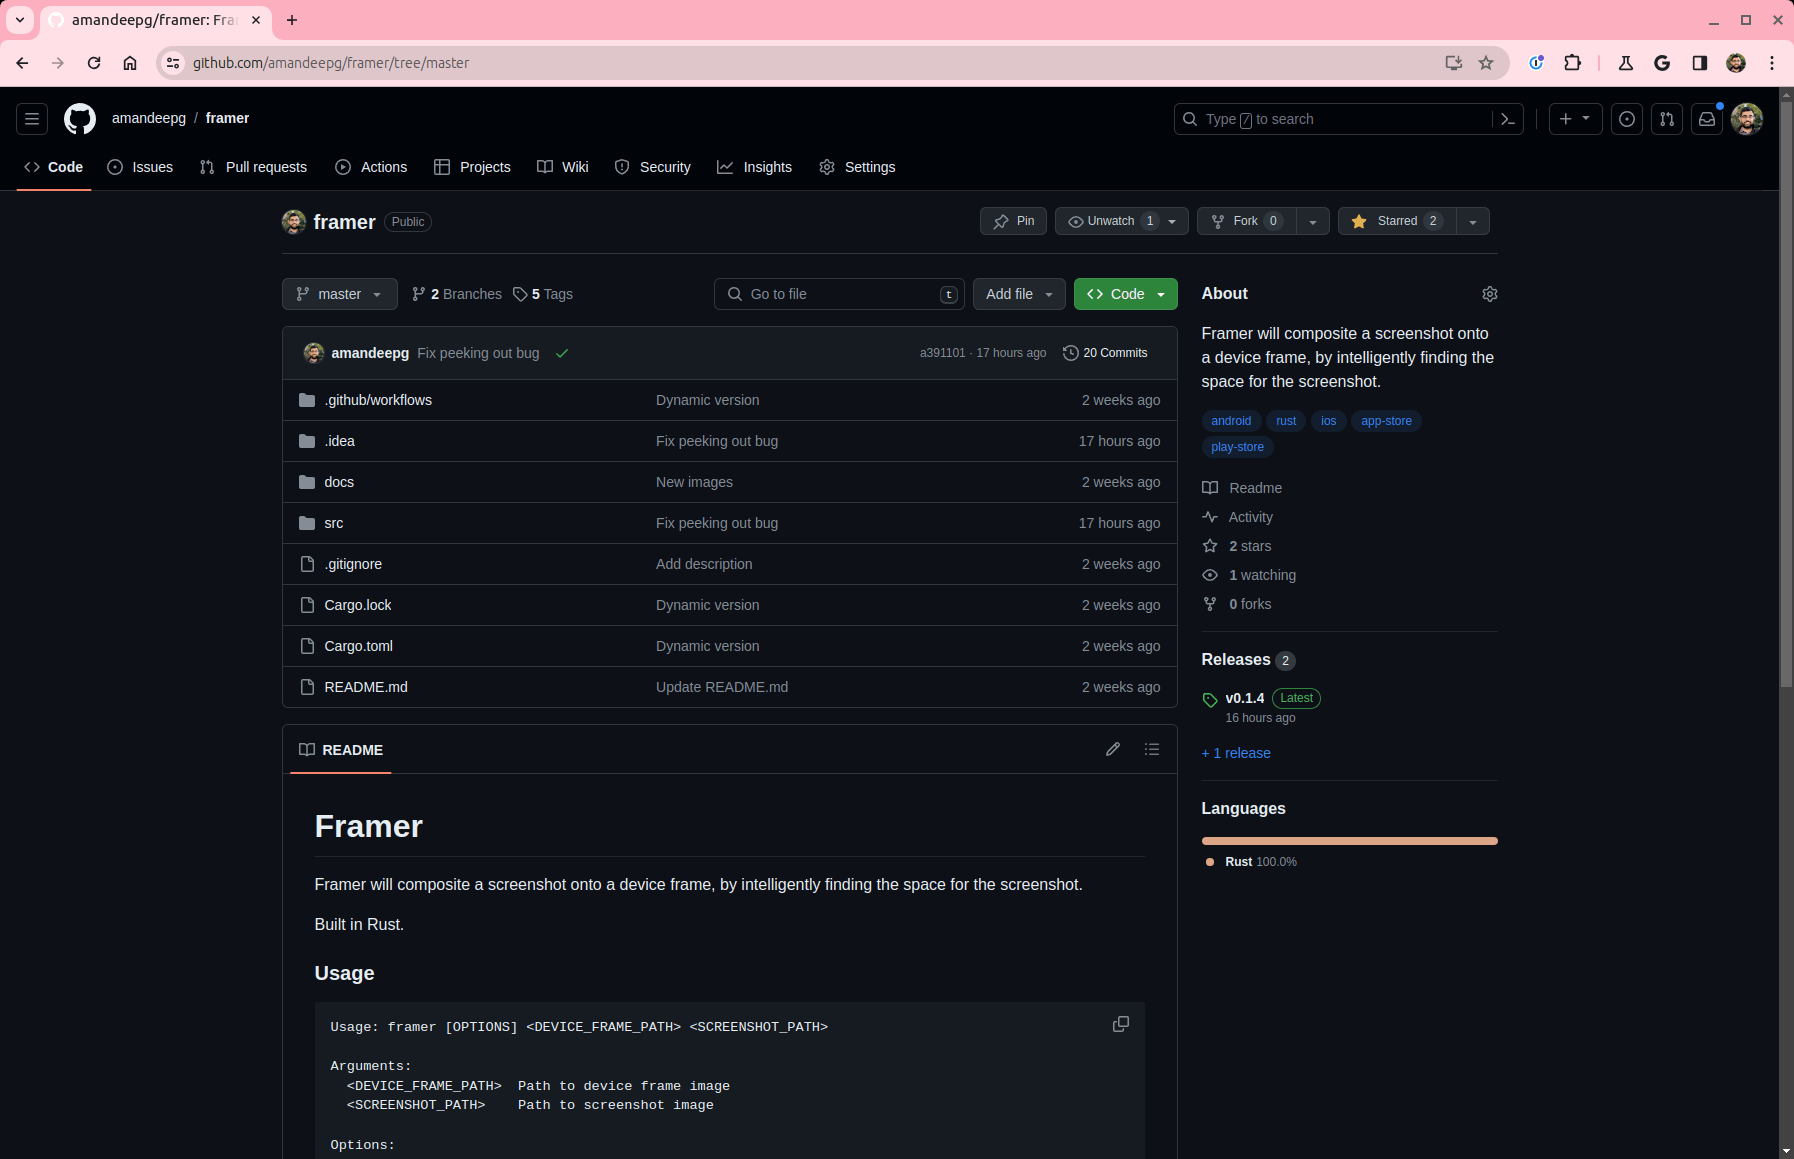 amandeepg/framer: Fra
github.com/amandeepg/framer/tree/master
amandeepg / framer
Type / to search
Code Issues Pull requests Actions Projects Wiki Security Insights Settings
framer Public
Pin Unwatch 1 Fork 0 Starred 2
master 2 Branches 5 Tags Go to file t Add file Code
amandeepg Fix peeking out bug a391101 · 17 hours ago 20 Commits
.github/workflows Dynamic version 2 weeks ago
.idea Fix peeking out bug 17 hours ago
docs New images 2 weeks ago
src Fix peeking out bug 17 hours ago
.gitignore Add description 2 weeks ago
Cargo.lock Dynamic version 2 weeks ago
Cargo.toml Dynamic version 2 weeks ago
README.md Update README.md 2 weeks ago
README
Framer
Framer will composite a screenshot onto a device frame, by intelligently finding the space for the screenshot.
Built in Rust.
Usage
Usage: framer [OPTIONS] <DEVICE_FRAME_PATH> <SCREENSHOT_PATH>
Arguments:
<DEVICE_FRAME_PATH> Path to device frame image
<SCREENSHOT_PATH> Path to screenshot image
Options:
About
Framer will composite a screenshot onto
a device frame, by intelligently finding the
space for the screenshot.
android rust ios app-store
play-store
Readme
Activity
2 stars
1 watching
0 forks
Releases 2
v0.1.4 Latest
16 hours ago
+ 1 release
Languages
Rust 100.0%